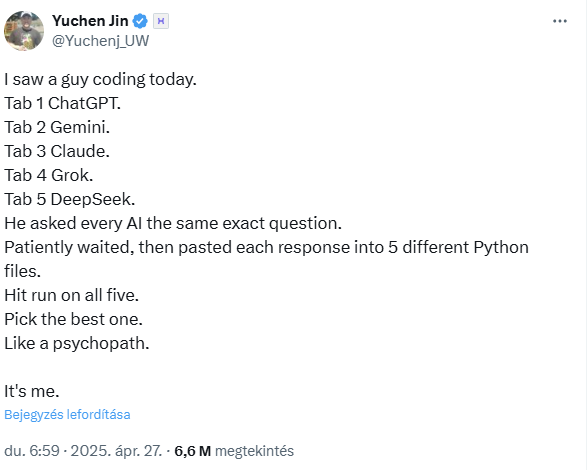 Yuchen Jin
@Yuchenj_UW
I saw a guy coding today.
Tab 1 ChatGPT.
Tab 2 Gemini.
Tab 3 Claude.
Tab 4 Grok.
Tab 5 DeepSeek.
He asked every AI the same exact question.
Patiently waited, then pasted each response into 5 different Python
files.
Hit run on all five.
Pick the best one.
Like a psychopath.
It's me.
Bejegyzés lefordítása
du. 6:59 · 2025. ápr. 27. · 6,6 M megtekintés